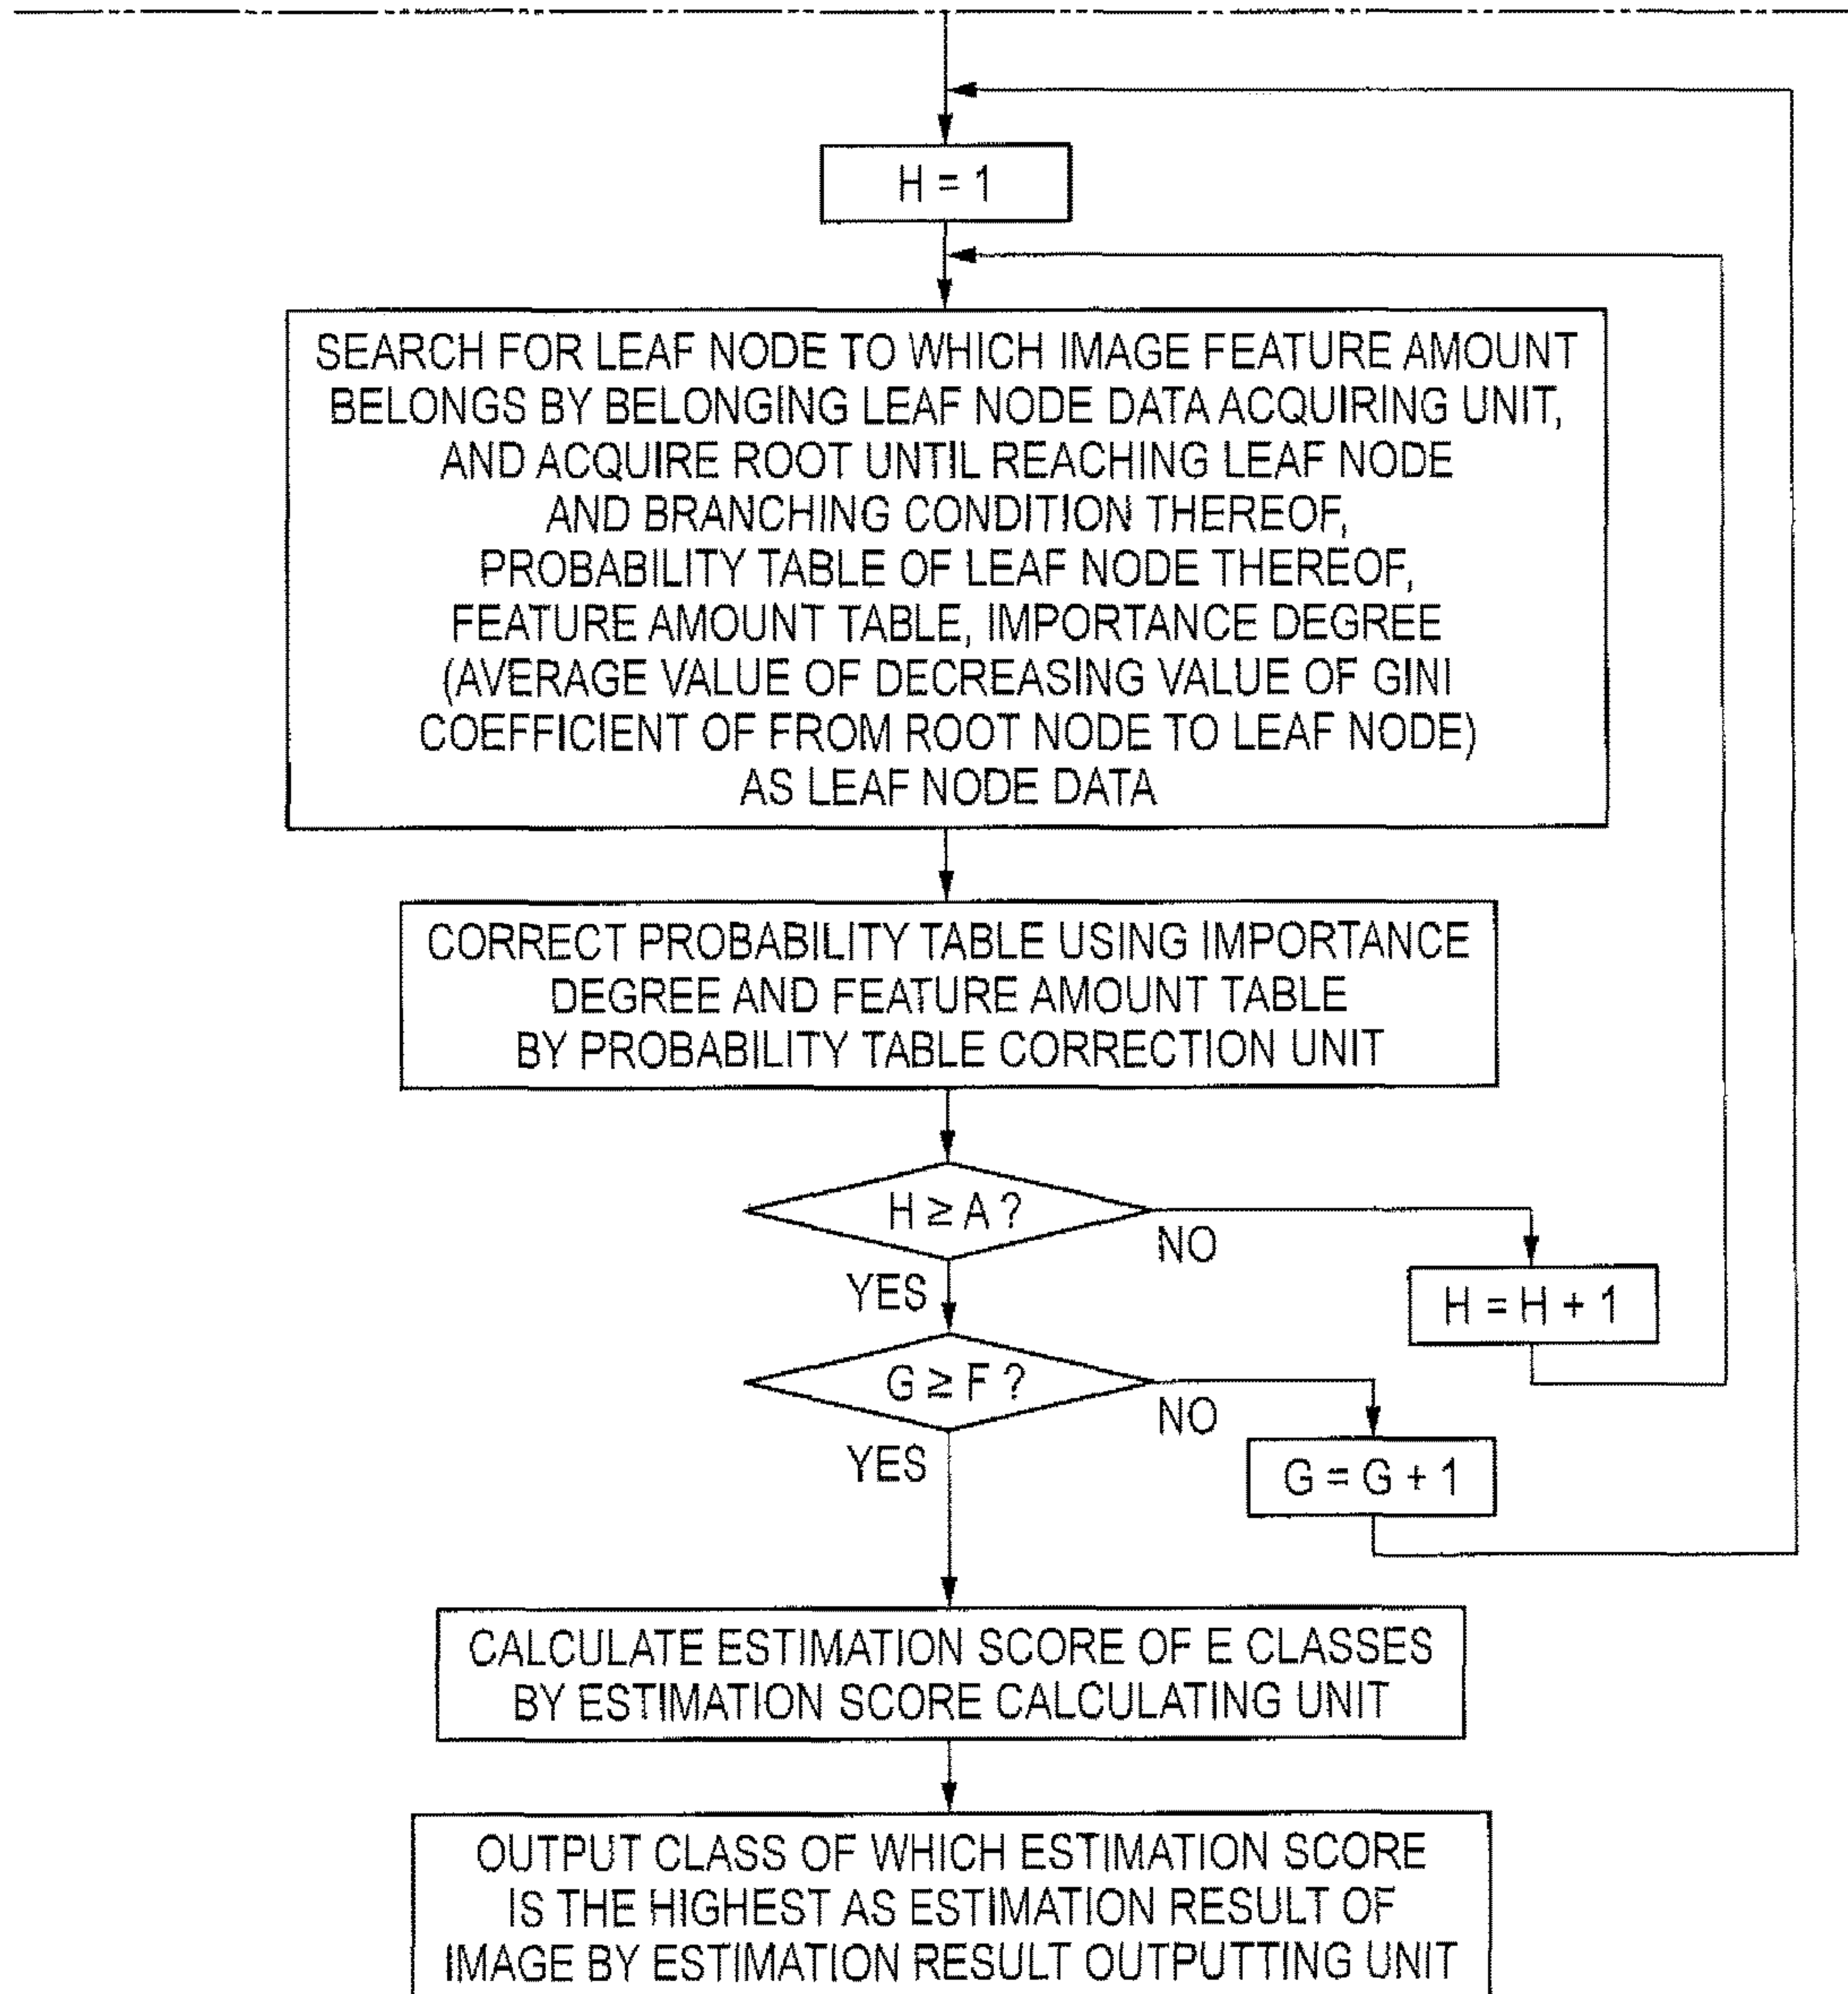 H = 1
SEARCH FOR LEAF NODE TO WHICH IMAGE FEATURE AMOUNT
BELONGS BY BELONGING LEAF NODE DATA ACQUIRING UNIT,
AND ACQUIRE ROOT UNTIL REACHING LEAF NODE
AND BRANCHING CONDITION THEREOF,
PROBABILITY TABLE OF LEAF NODE THEREOF,
FEATURE AMOUNT TABLE, IMPORTANCE DEGREE
(AVERAGE VALUE OF DECREASING VALUE OF GINI
COEFFICIENT OF FROM ROOT NODE TO LEAF NODE)
AS LEAF NODE DATA
CORRECT PROBABILITY TABLE USING IMPORTANCE
DEGREE AND FEATURE AMOUNT TABLE
BY PROBABILITY TABLE CORRECTION UNIT
H ≥ A ?
NO
YES
H = H + 1
G ≥ F ?
NO
YES
G = G + 1
CALCULATE ESTIMATION SCORE OF E CLASSES
BY ESTIMATION SCORE CALCULATING UNIT
OUTPUT CLASS OF WHICH ESTIMATION SCORE
IS THE HIGHEST AS ESTIMATION RESULT OF
IMAGE BY ESTIMATION RESULT OUTPUTTING UNIT